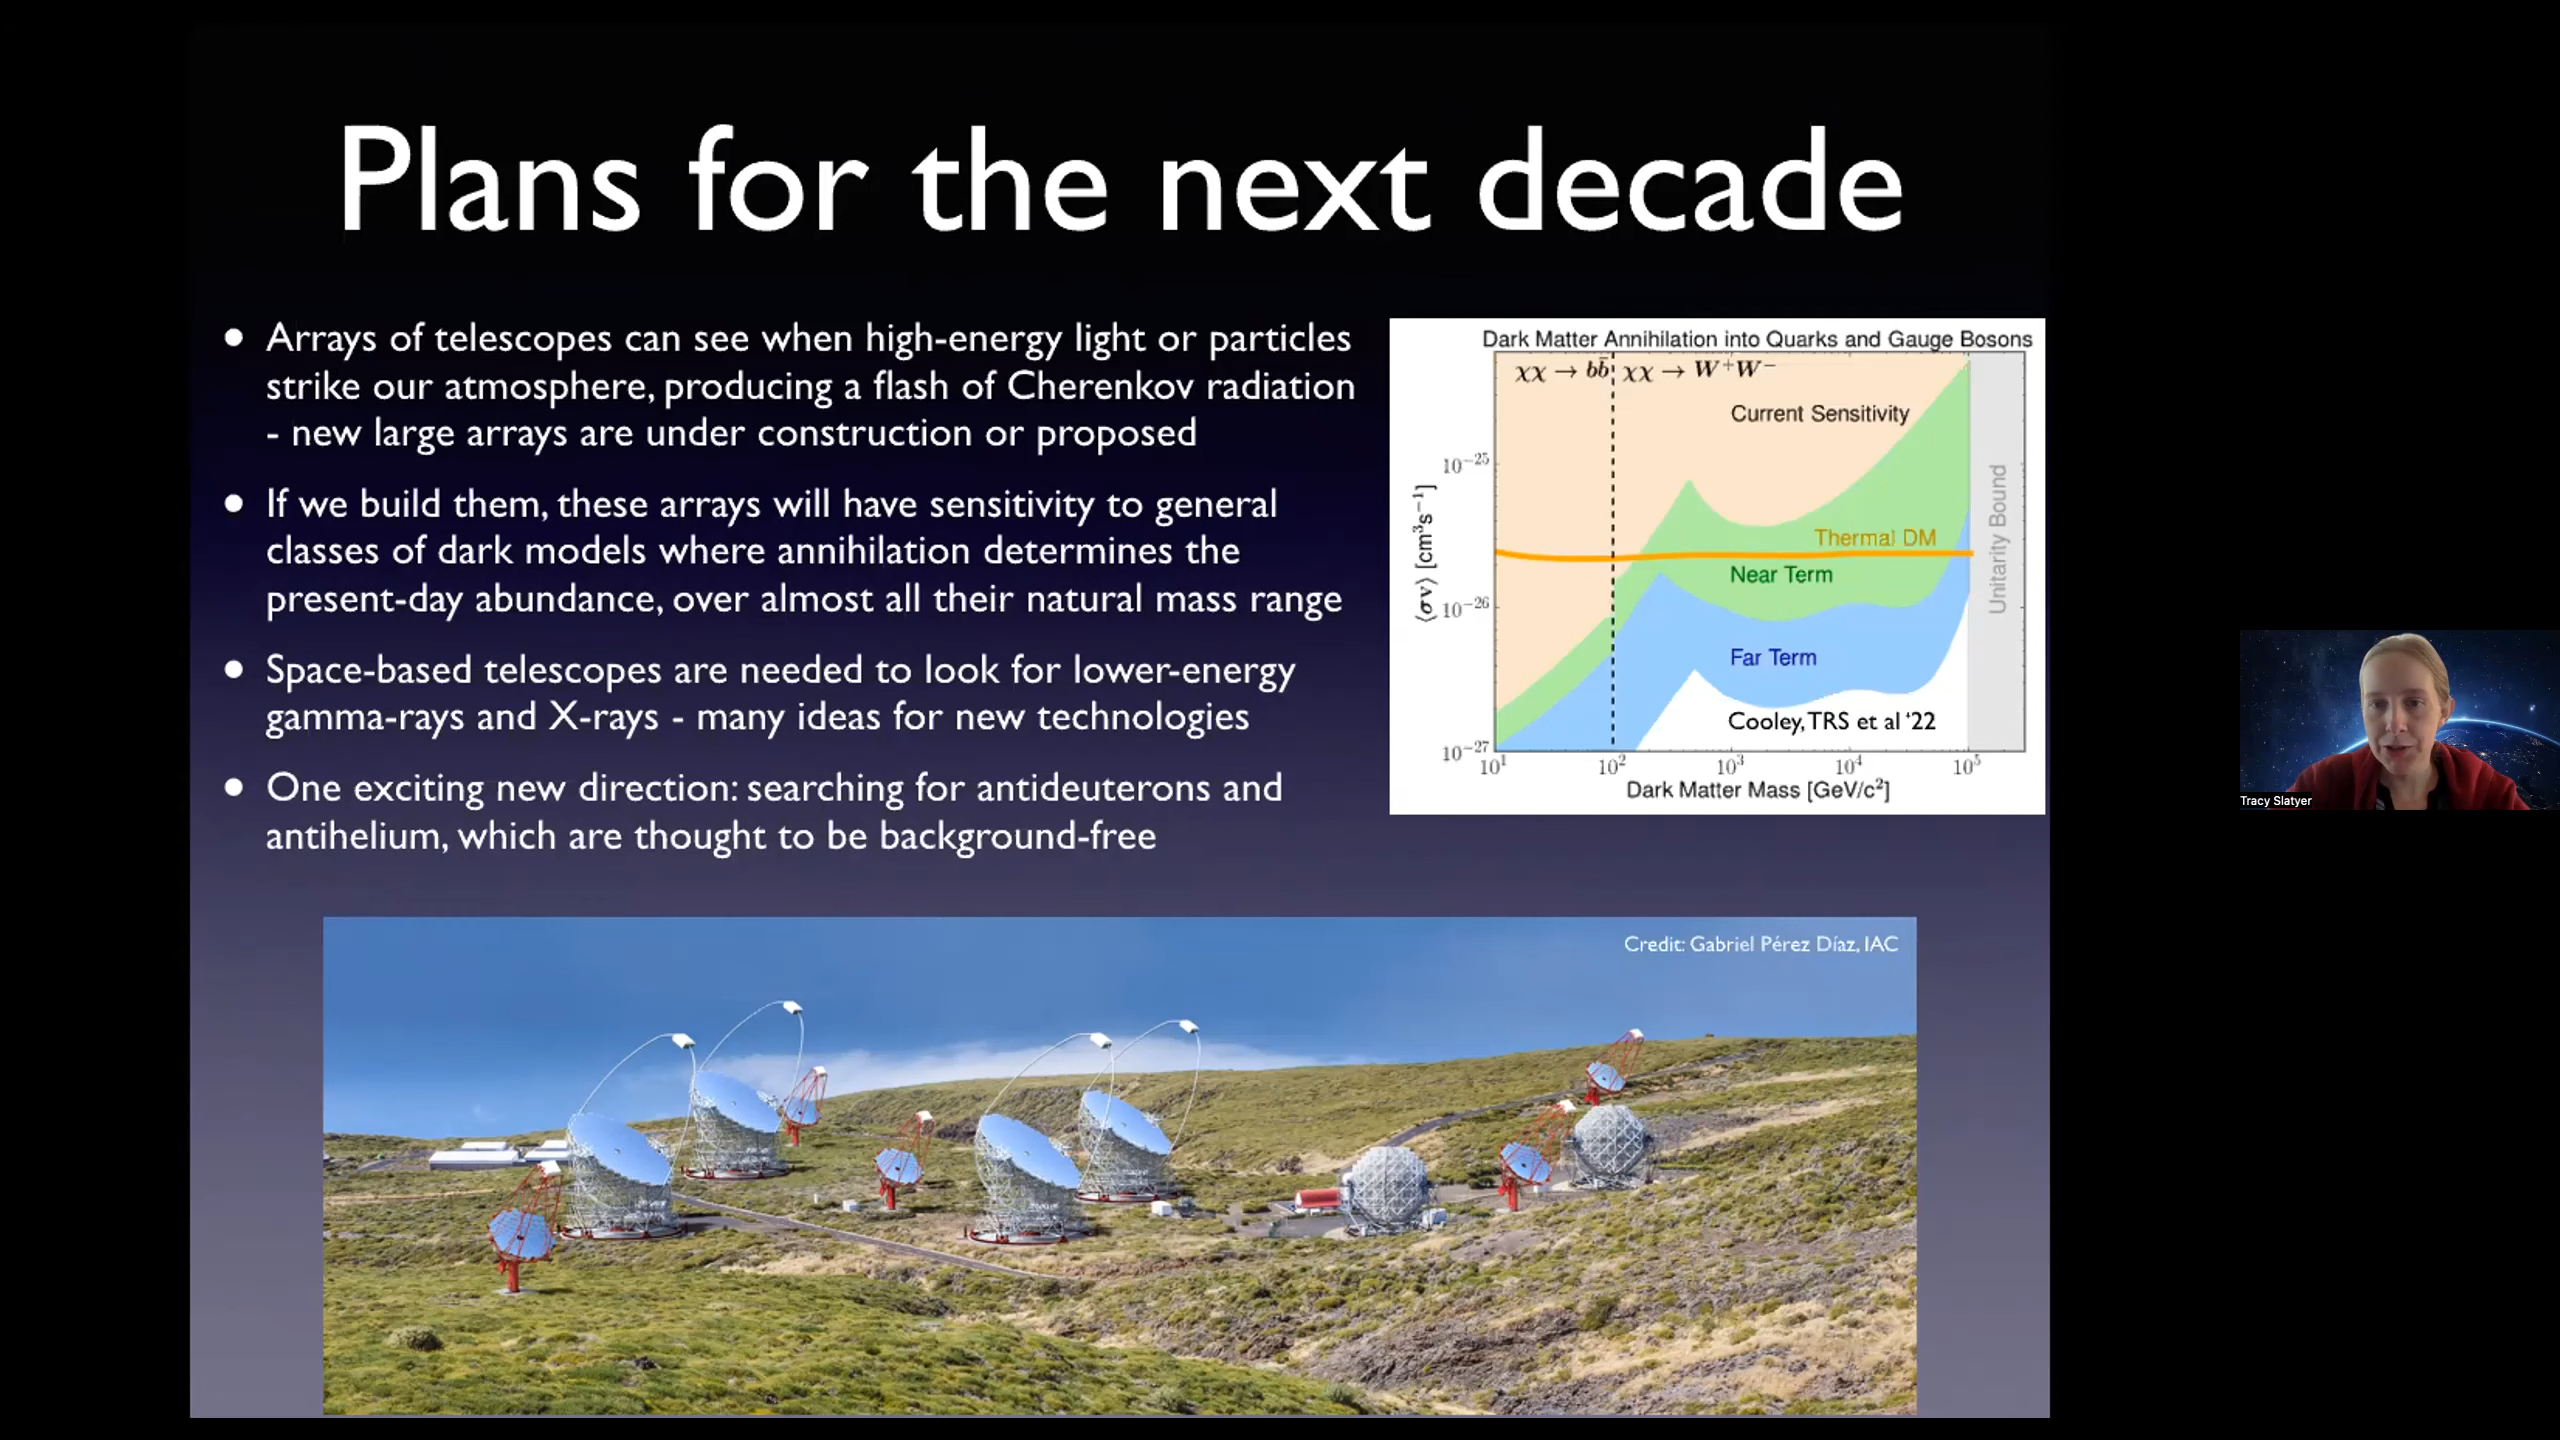 Plans for the next decade
• Arrays of telescopes can see when high-energy light or particles
strike our atmosphere, producing a flash of Cherenkov radiation
- new large arrays are under construction or proposed
• If we build them, these arrays will have sensitivity to general
classes of dark models where annihilation determines the
present-day abundance, over almost all their natural mass range
• Space-based telescopes are needed to look for lower-energy
gamma-rays and X-rays - many ideas for new technologies
• One exciting new direction: searching for antideuterons and
antihelium, which are thought to be background-free
Dark Matter Annihilation into Quarks and Gauge Bosons
χχ → bb̄ χχ → W⁺W⁻
Current Sensitivity
10⁻²⁵
Thermal DM
Near Term
10⁻²⁶
Far Term
Cooley, TRS et al ‘22
10⁻²⁷
⟨σv⟩ [cm³s⁻¹]
Unitarity Bound
10¹ 10² 10³ 10⁴ 10⁵
Dark Matter Mass [GeV/c²]
Credit: Gabriel Pérez Díaz, IAC
Tracy Slatyer